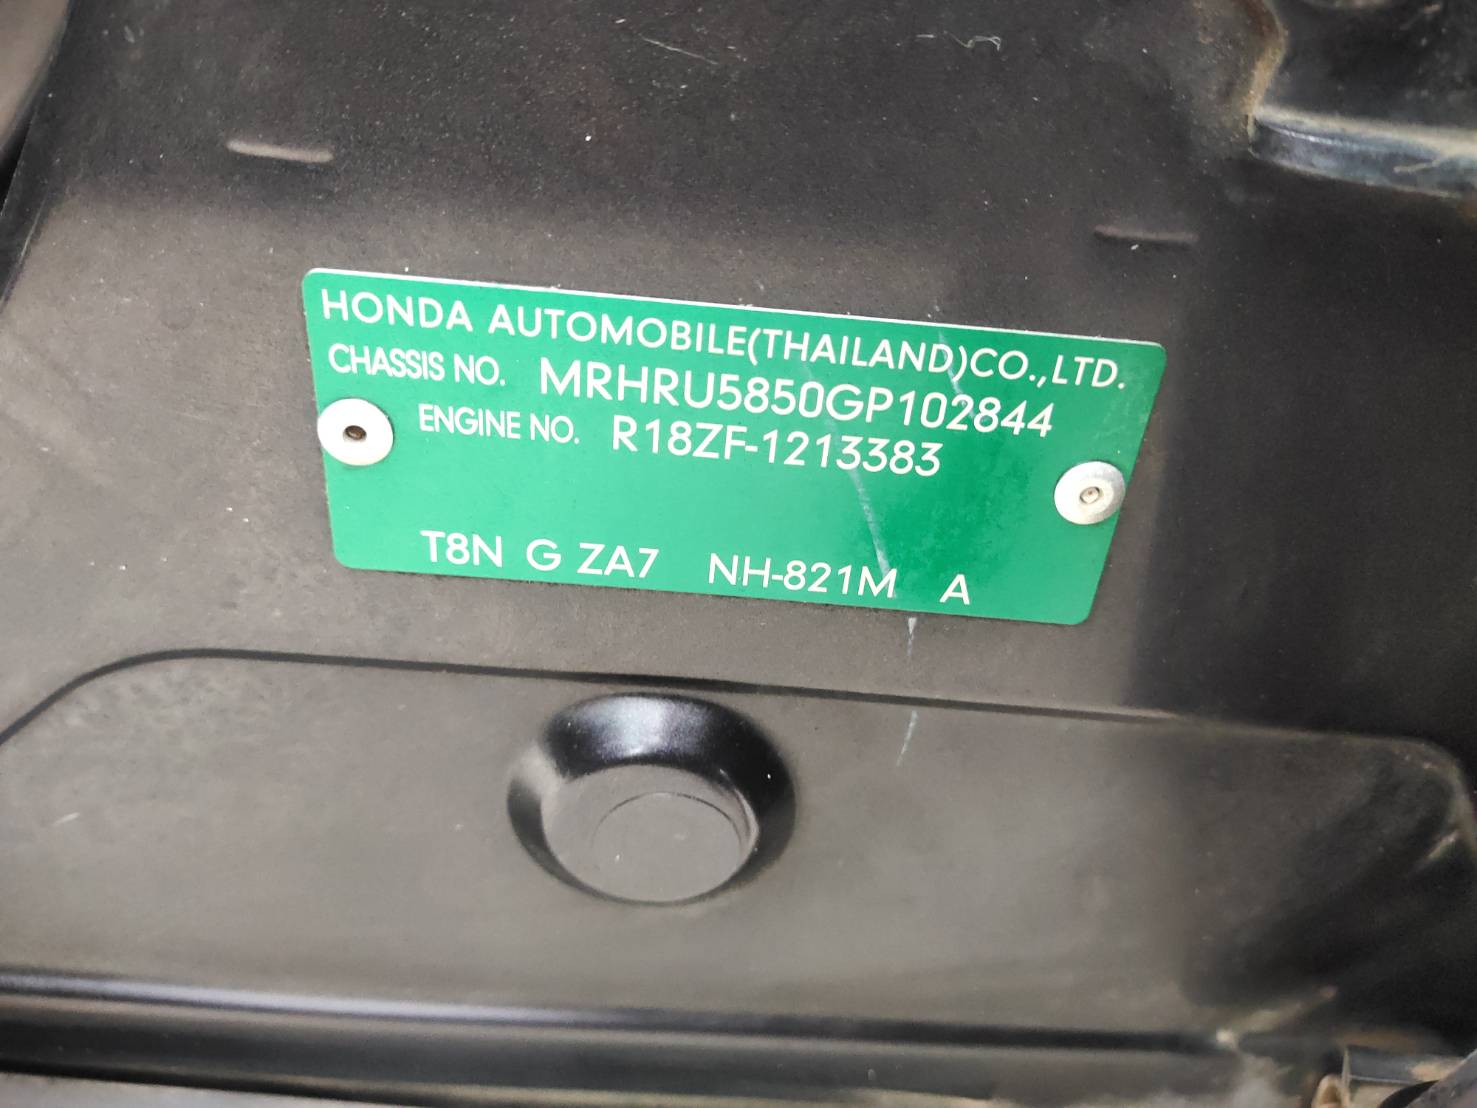 HONDA AUTOMOBILE(THAILAND)CO.,LTD.
CHASSIS NO. MRHRU5850GP102844
ENGINE NO. R18ZF-1213383
T8N G ZA7 NH-821M A